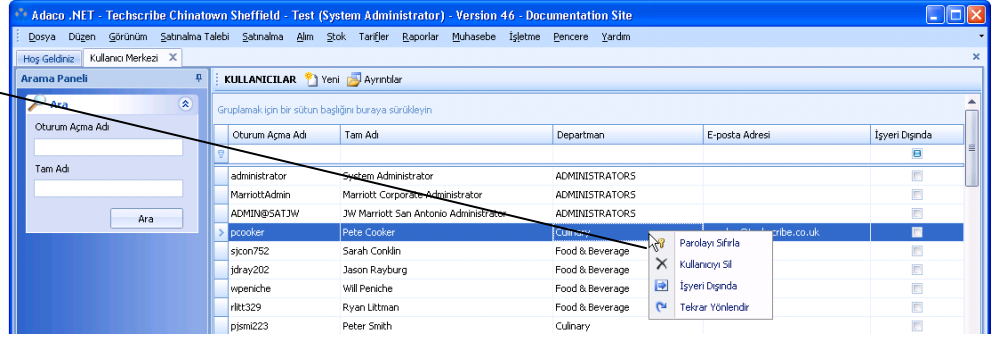 Adaco .NET - Techscribe Chinatown Sheffield - Test (System Administrator) - Version 46 - Documentation Site
Dosya Düzen Görünüm Satınalma Talebi Satınalma Alım Stok Tarifler Raporlar Muhasebe İşletme Pencere Yardım
Hoş Geldiniz Kullanıcı Merkezi X
Arama Paneli
KULLANICILAR Yeni Ayrıntılar
Ara
Oturum Açma Adı
Tam Adı
Ara
Gruplamak için bir sütun başlığını buraya sürükleyin
Oturum Açma Adı Tam Adı Departman E-posta Adresi İşyeri Dışında
administrator System Administrator ADMINISTRATORS
MarriottAdmin Marriott Corporate Administrator ADMINISTRATORS
ADMIN@SATJW JW Marriott San Antonio Administrator ADMINISTRATORS
pcooker Pete Cooker Culinary cribe.co.uk
sjcon752 Sarah Conklin Food & Beverage
jdray202 Jason Rayburg Food & Beverage
wpeniche Will Peniche Food & Beverage
rlitt329 Ryan Littman Food & Beverage
pjsmi223 Peter Smith Culinary
Parolayı Sıfırla
Kullanıcıyı Sil
İşyeri Dışında
Tekrar Yönlendir